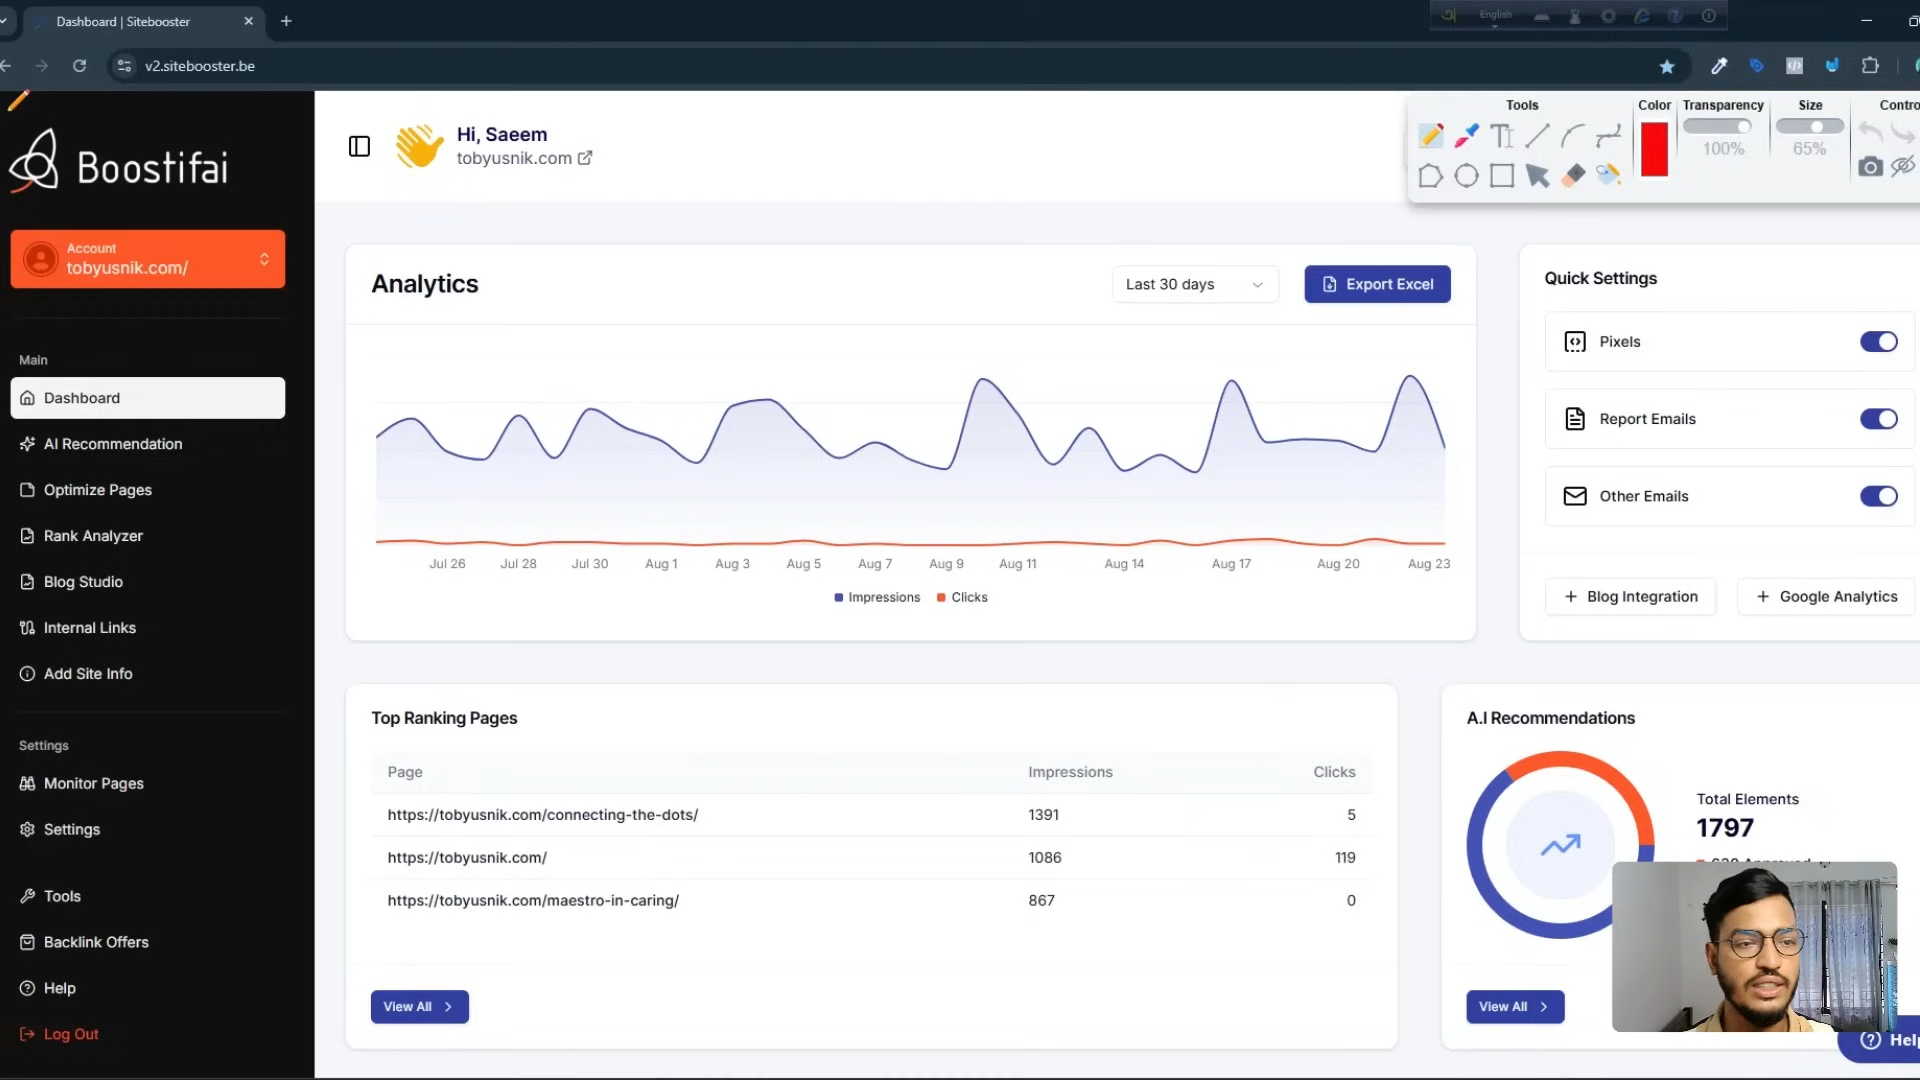 Dashboard | Sitebooster
English
v2.sitebooster.be
Boostifai
Account
tobyusnik.com/
Main
Dashboard
AI Recommendation
Optimize Pages
Rank Analyzer
Blog Studio
Internal Links
Add Site Info
Settings
Monitor Pages
Settings
Tools
Backlink Offers
Help
Log Out
Hi, Saeem
tobyusnik.com
Tools
Color
Transparency
Size
Contro
100%
65%
Analytics
Last 30 days
Export Excel
Jul 26 Jul 28 Jul 30 Aug 1 Aug 3 Aug 5 Aug 7 Aug 9 Aug 11 Aug 14 Aug 17 Aug 20 Aug 23
Impressions Clicks
Quick Settings
Pixels
Report Emails
Other Emails
+ Blog Integration
+ Google Analytics
Top Ranking Pages
Page Impressions Clicks
https://tobyusnik.com/connecting-the-dots/ 1391 5
https://tobyusnik.com/ 1086 119
https://tobyusnik.com/maestro-in-caring/ 867 0
View All
A.I Recommendations
Total Elements
1797
View All
Help